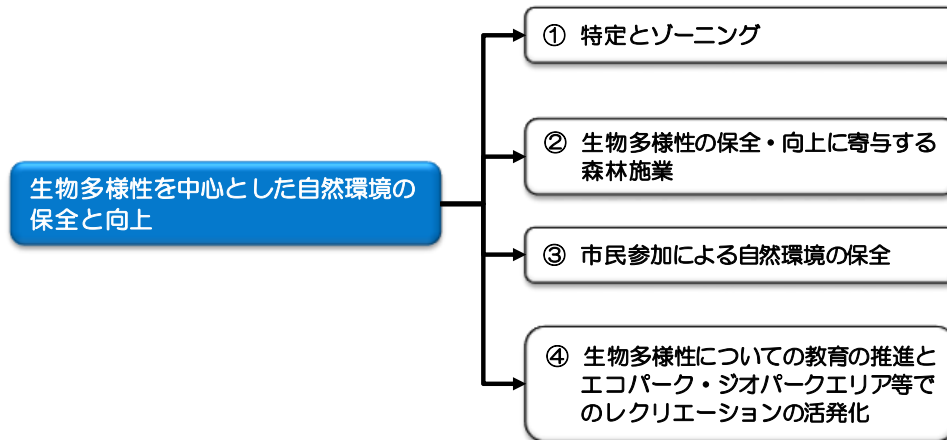 生物多様性を中心とした自然環境の
保全と向上
① 特定とゾーニング
② 生物多様性の保全・向上に寄与する
森林施業
③ 市民参加による自然環境の保全
④ 生物多様性についての教育の推進と
エコパーク・ジオパークエリア等で
のレクリエーションの活発化